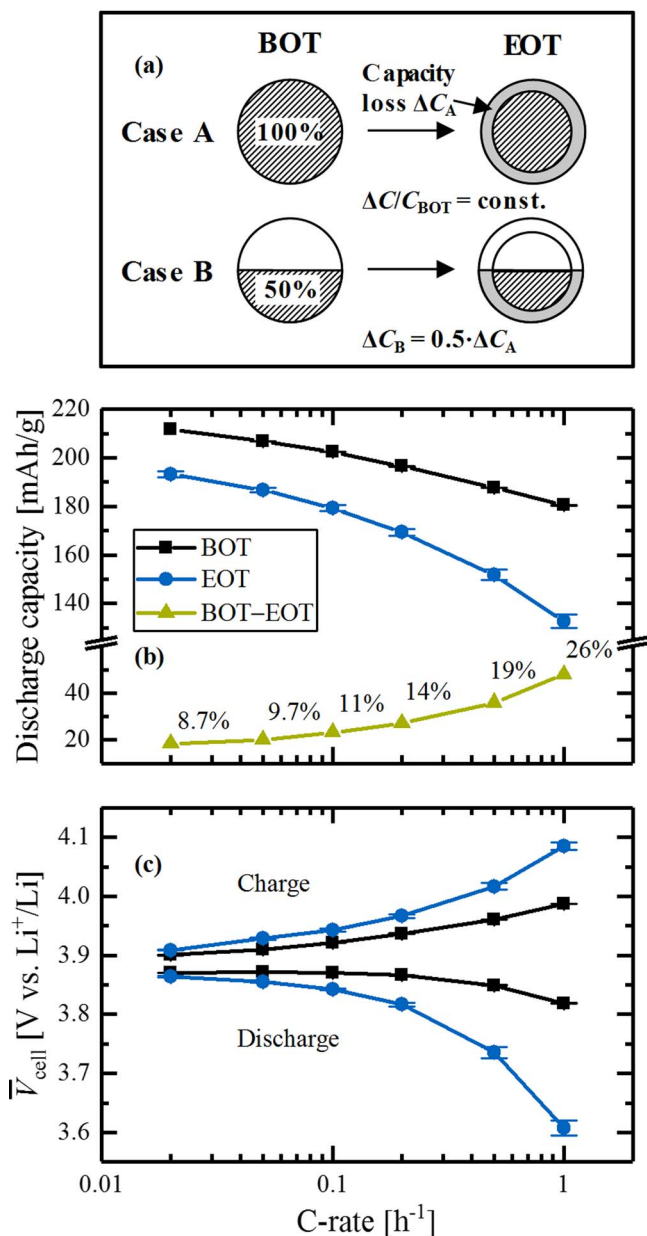 BOT EOT
(a)
Capacity
loss ΔC_A
Case A 100%
ΔC/C_BOT = const.
Case B 50%
ΔC_B = 0.5·ΔC_A
220
200
180
160
140
40
20
Discharge capacity [mAh/g]
BOT
EOT
BOT−EOT
(b)
8.7% 9.7% 11% 14% 19% 26%
4.1
4.0
3.9
3.8
3.7
3.6
V̅_cell [V vs. Li⁺/Li]
(c)
Charge
Discharge
0.01 0.1 1
C-rate [h⁻¹]